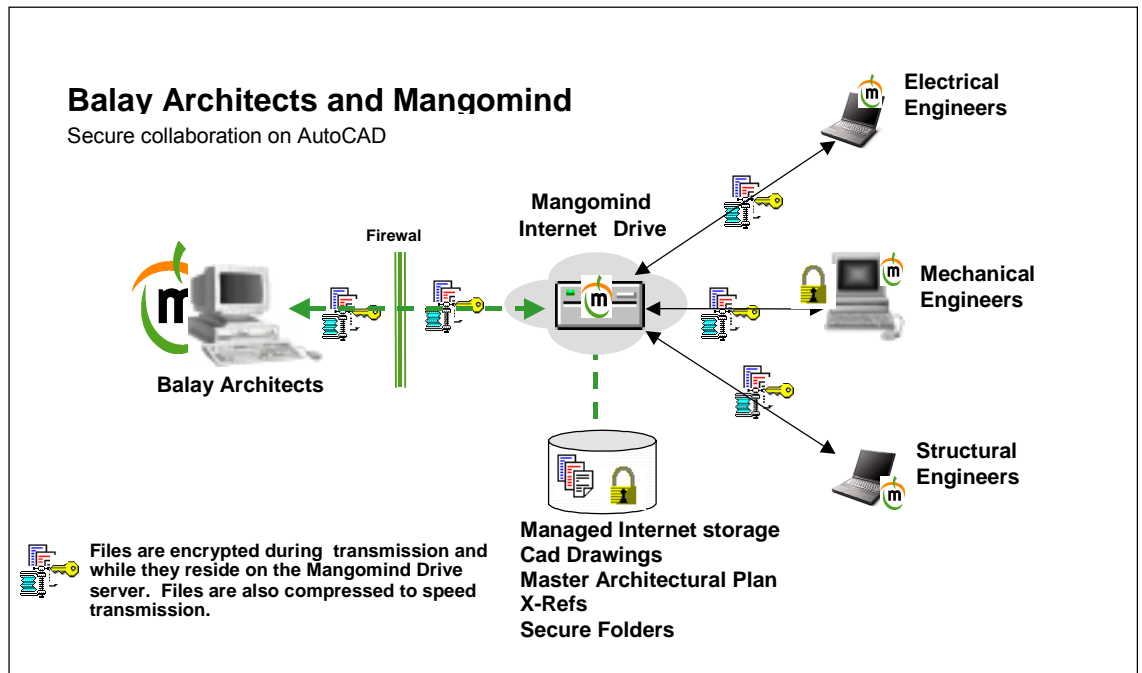 Balay Architects and Mangomind
Secure collaboration on AutoCAD
Electrical
Engineers
Mangomind
Internet Drive
Firewal
m
m
m
m
m
Mechanical
Engineers
Balay Architects
Structural
Engineers
Managed Internet storage
Cad Drawings
Master Architectural Plan
X-Refs
Secure Folders
Files are encrypted during transmission and
while they reside on the Mangomind Drive
server. Files are also compressed to speed
transmission.